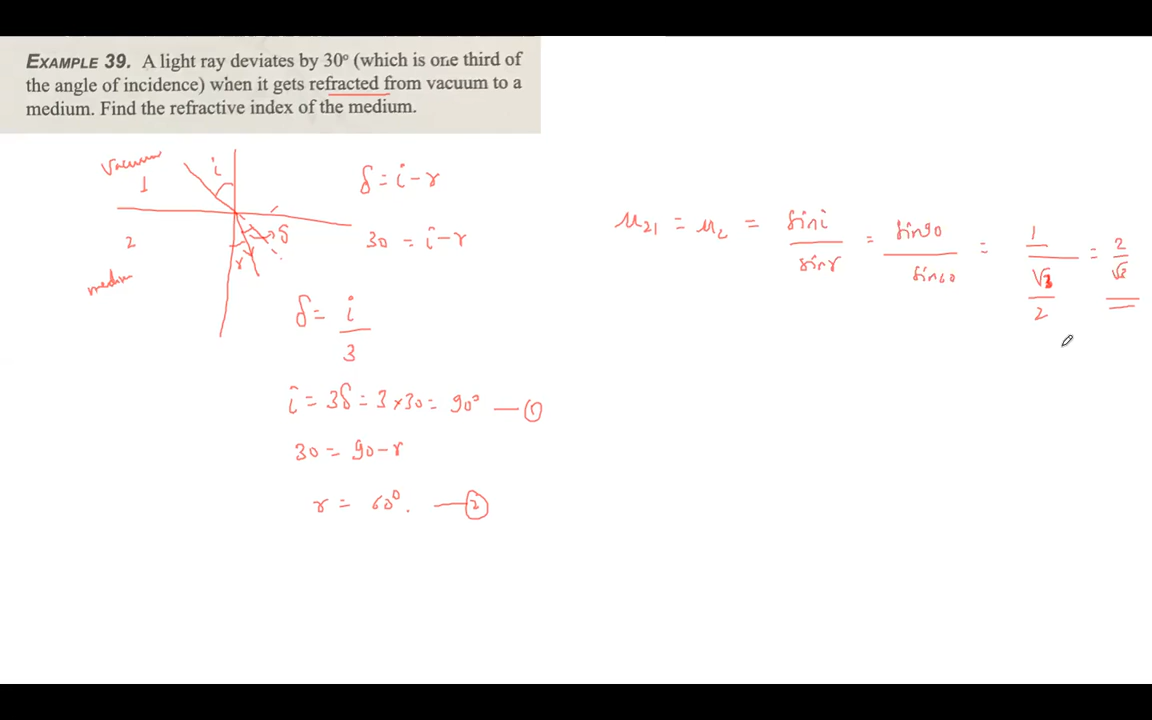 EXAMPLE 39. A light ray deviates by 30° (which is one third of
the angle of incidence) when it gets refracted from vacuum to a
medium. Find the refractive index of the medium.
Vacuum
1
i
2
medium
r
δ
δ = i - r
30 = i - r
δ = i/3
i = 3δ = 3 × 30 = 90° — ①
30 = 90 - r
r = 60°. — ②
μ₂₁ = μ₂ = sin i / sin r = sin 90 / sin 60 = 1 / (√3/2) = 2/√3